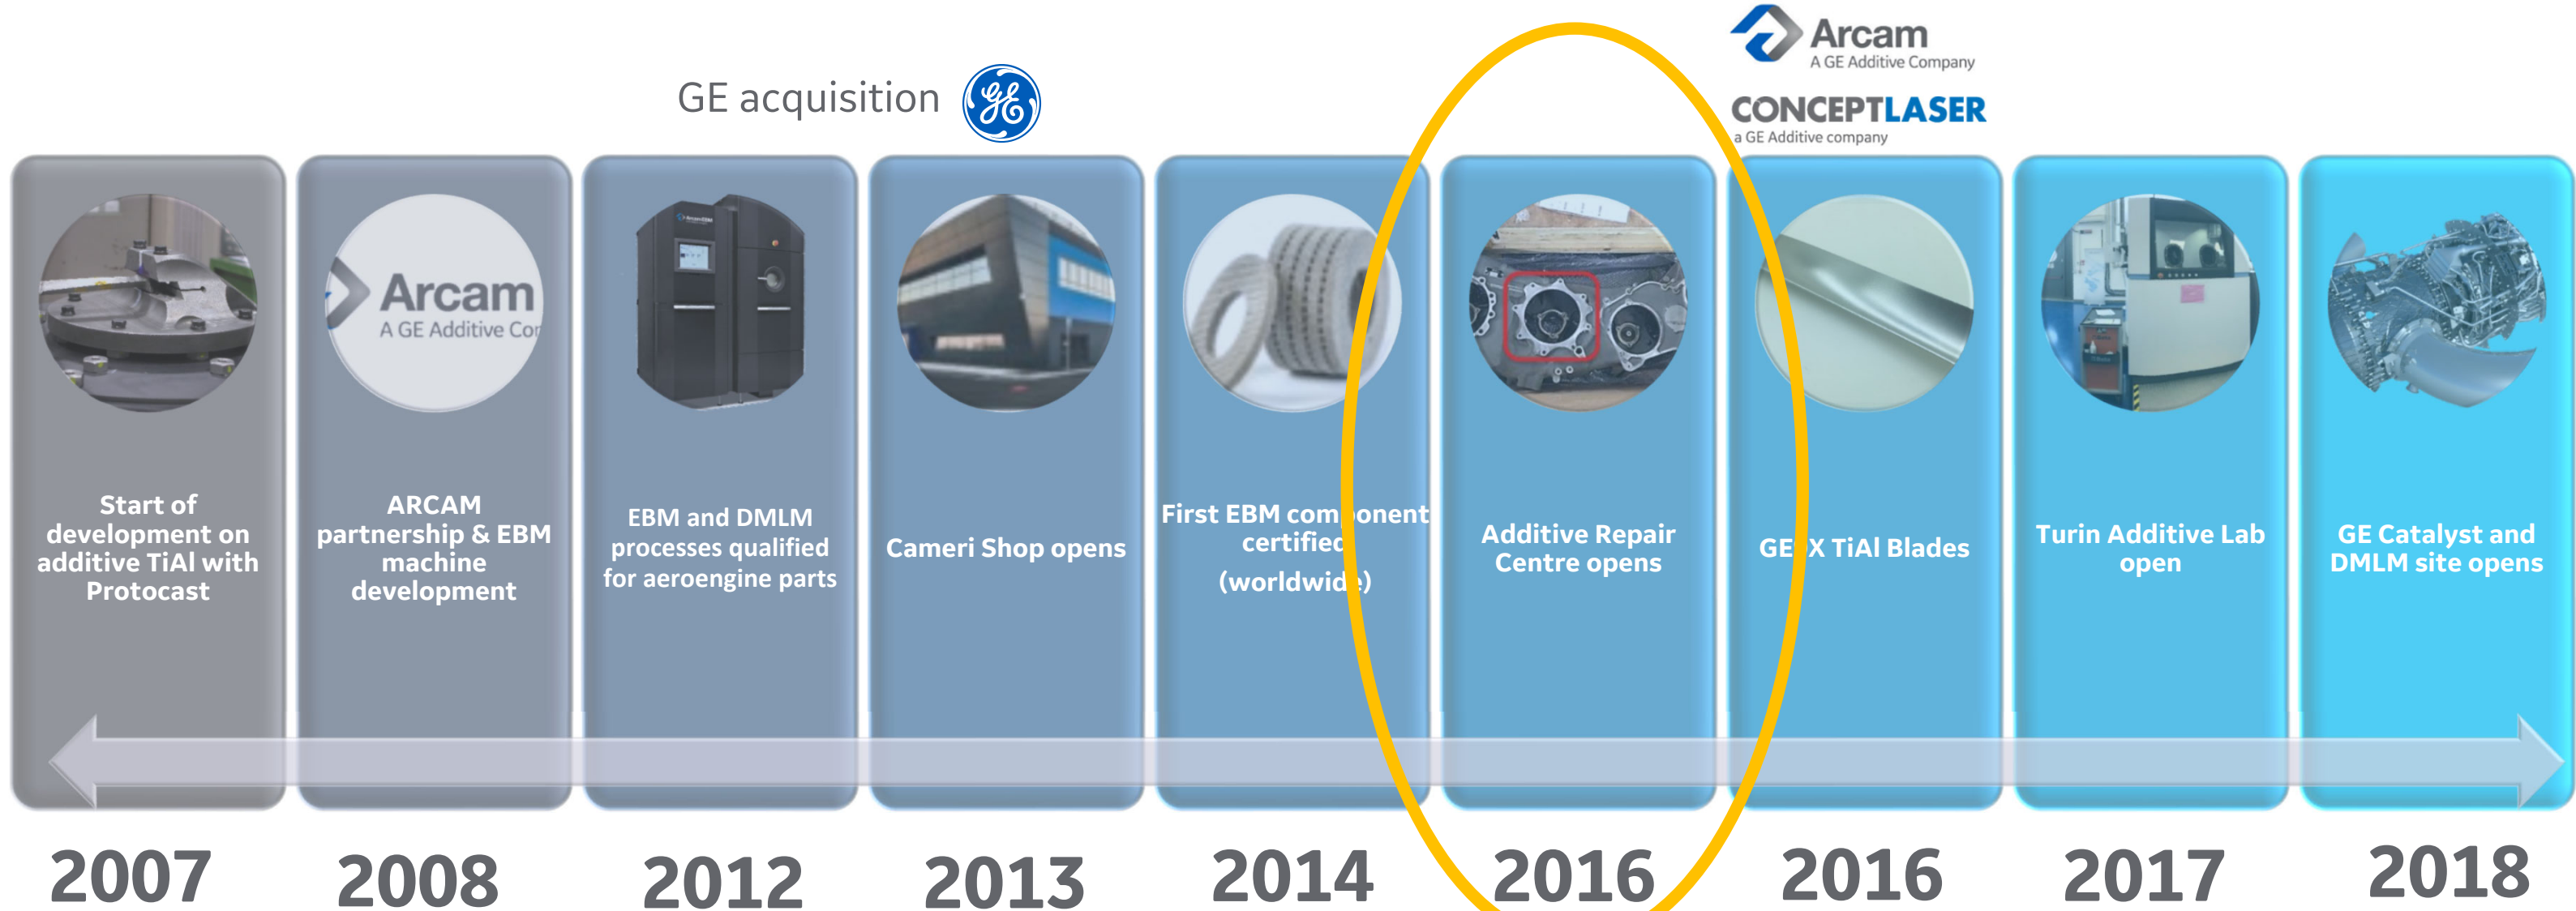 Arcam
A GE Additive Company
GE acquisition
GE
CONCEPTLASER
a GE Additive company
Arcam
A GE Additive Cor
ArcamEBM
Start of
development on
additive TiAl with
Protocast
ARCAM
partnership & EBM
machine
development
EBM and DMLM
processes qualified
for aeroengine parts
Cameri Shop opens
First EBM component
certified
(worldwide)
Additive Repair
Centre opens
TiAl Blades
Turin Additive Lab
open
GE Catalyst and
DMLM site opens
2007
2008
2012
2013
2014
2016
2016
2017
2018